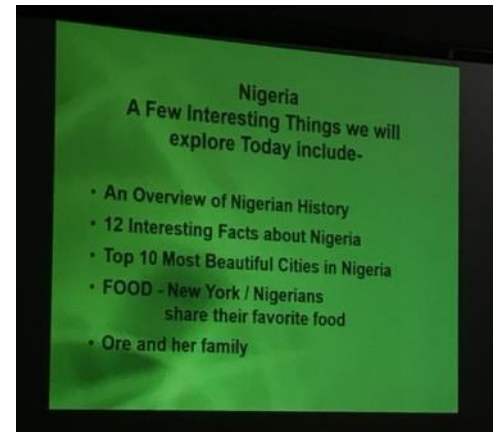 Nigeria
A Few Interesting Things we will
explore Today include-
• An Overview of Nigerian History
• 12 Interesting Facts about Nigeria
• Top 10 Most Beautiful Cities in Nigeria
• FOOD - New York / Nigerians
share their favorite food
• Ore and her family